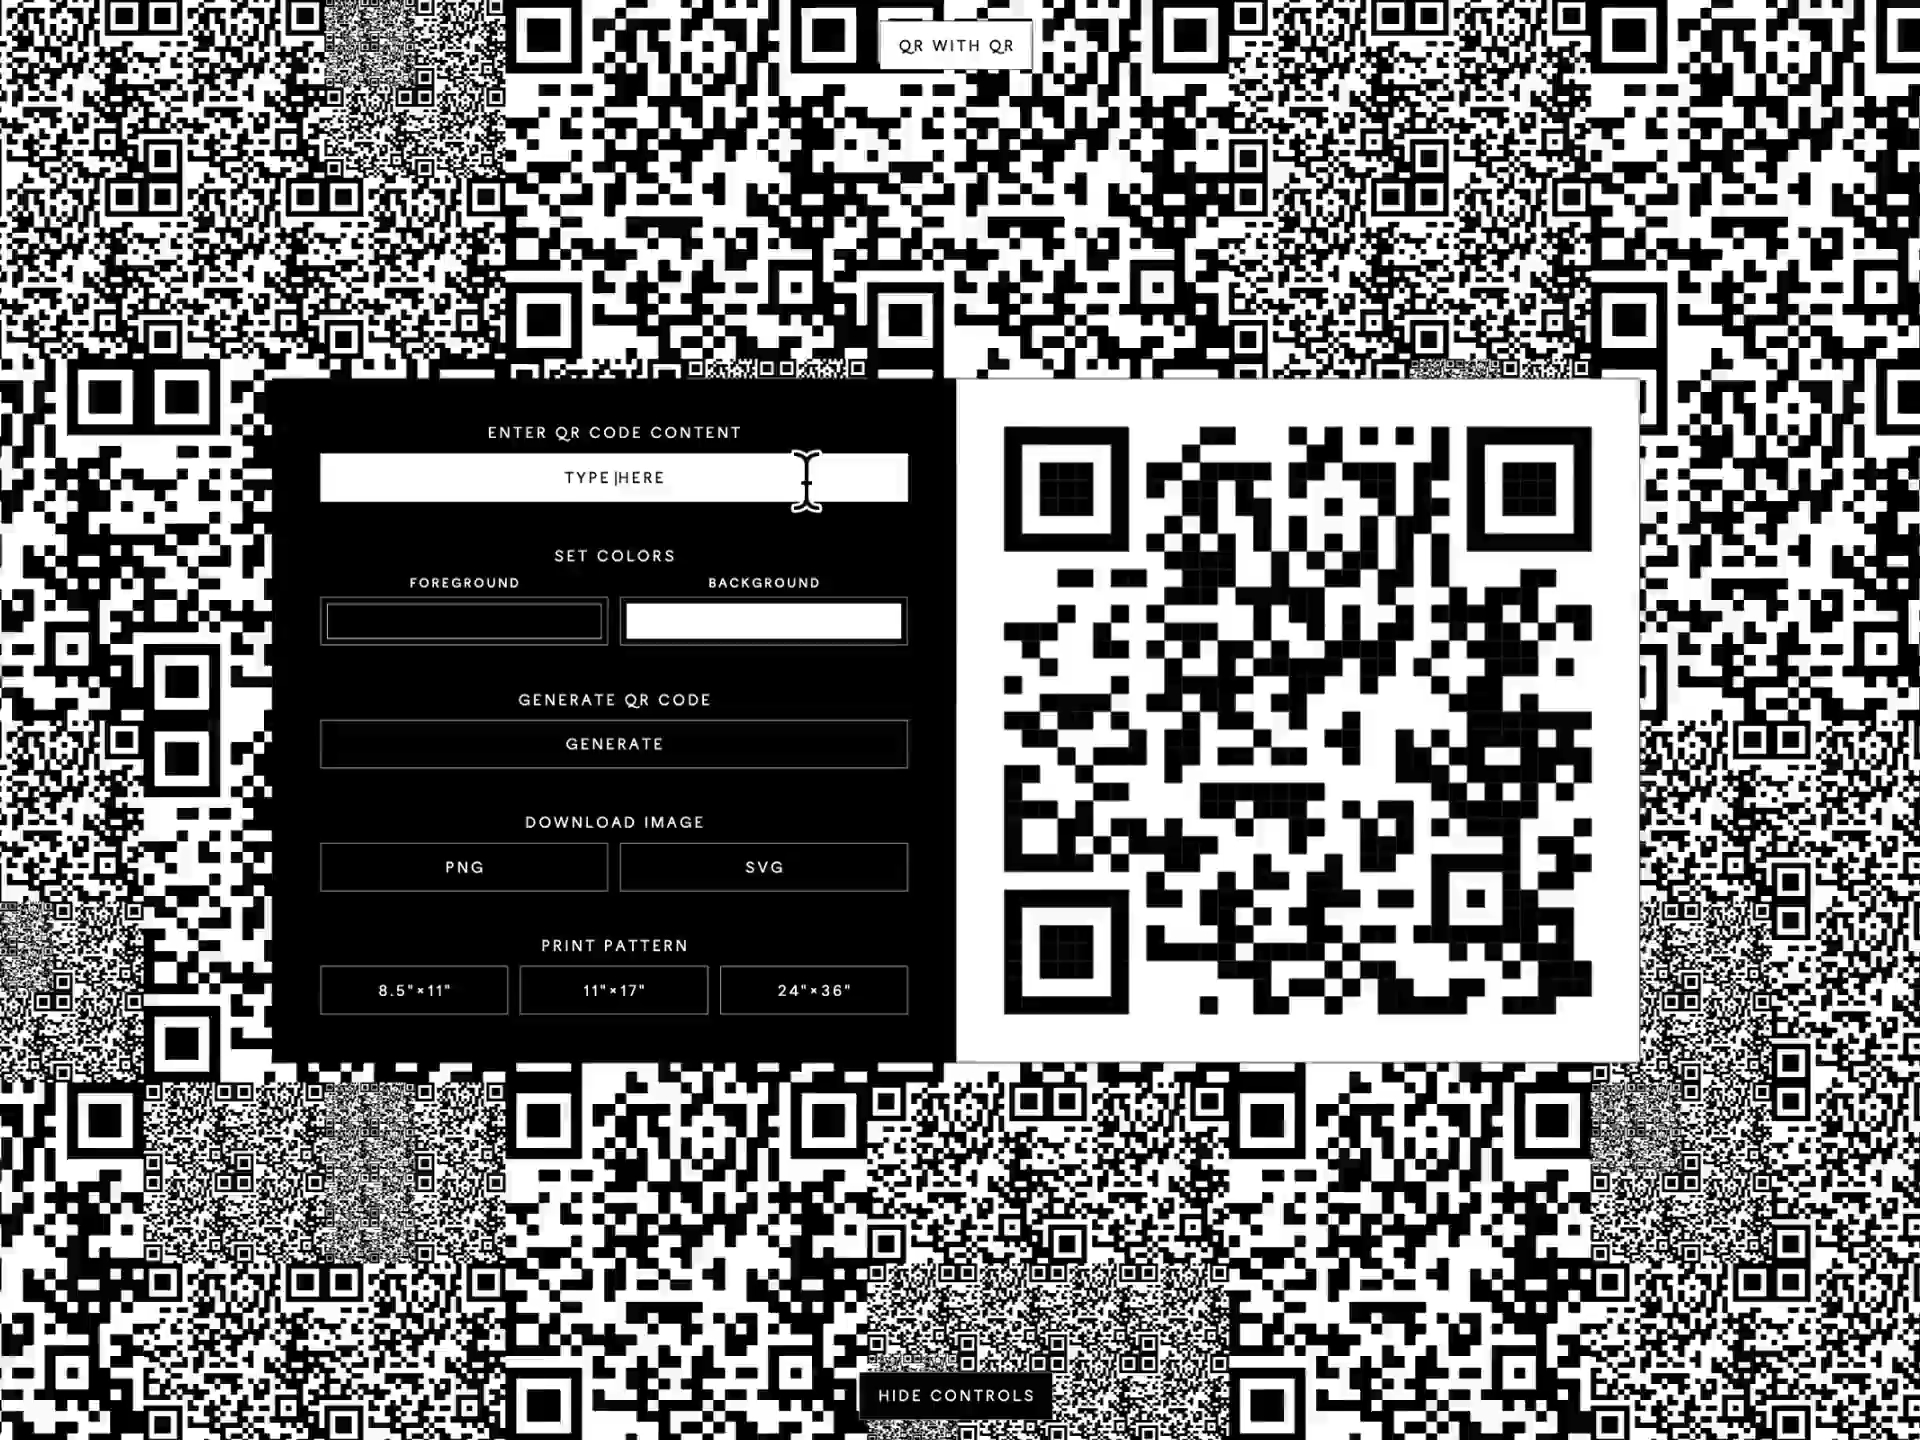 QR WITH QR
ENTER QR CODE CONTENT
TYPE HERE
SET COLORS
FOREGROUND BACKGROUND
GENERATE QR CODE
GENERATE
DOWNLOAD IMAGE
PNG SVG
PRINT PATTERN
8.5"×11" 11"×17" 24"×36"
HIDE CONTROLS